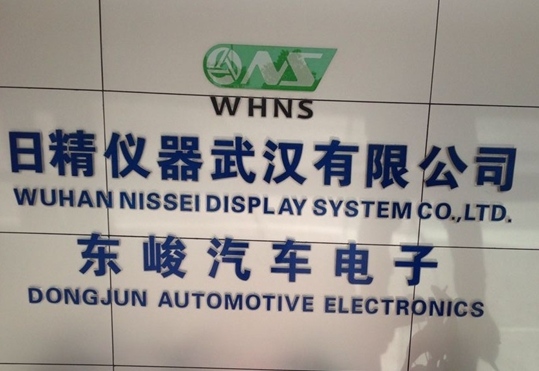 WHNS
日精仪器武汉有限公司
WUHAN NISSEI DISPLAY SYSTEM CO.,LTD.
东峻汽车电子
DONGJUN AUTOMOTIVE ELECTRONICS